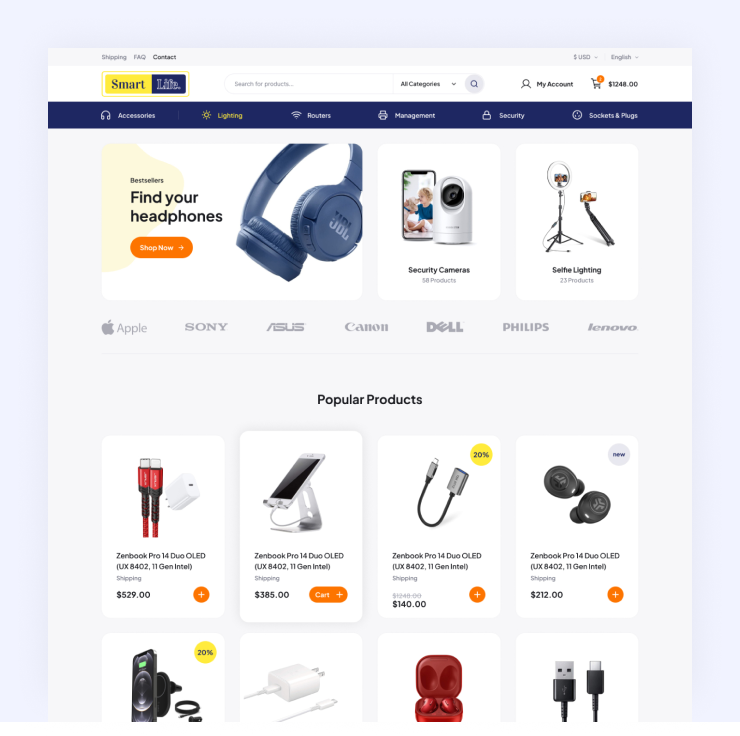 Shipping FAQ Contact
$ USD
English
Smart Life
Search for products...
All Categories
My Account
$1248.00
Accessories
Lighting
Routers
Management
Security
Sockets & Plugs
Bestsellers
Find your
headphones
Shop Now
JBL
Security Cameras
58 Products
Selfie Lighting
23 Products
Apple
SONY
ASUS
Canon
DELL
PHILIPS
lenovo
Popular Products
Zenbook Pro 14 Duo OLED
(UX 8402, 11 Gen Intel)
Shipping
$529.00
Zenbook Pro 14 Duo OLED
(UX 8402, 11 Gen Intel)
Shipping
$385.00
Cart
20%
Zenbook Pro 14 Duo OLED
(UX 8402, 11 Gen Intel)
Shipping
$1248.00
$140.00
new
Zenbook Pro 14 Duo OLED
(UX 8402, 11 Gen Intel)
Shipping
$212.00
20%